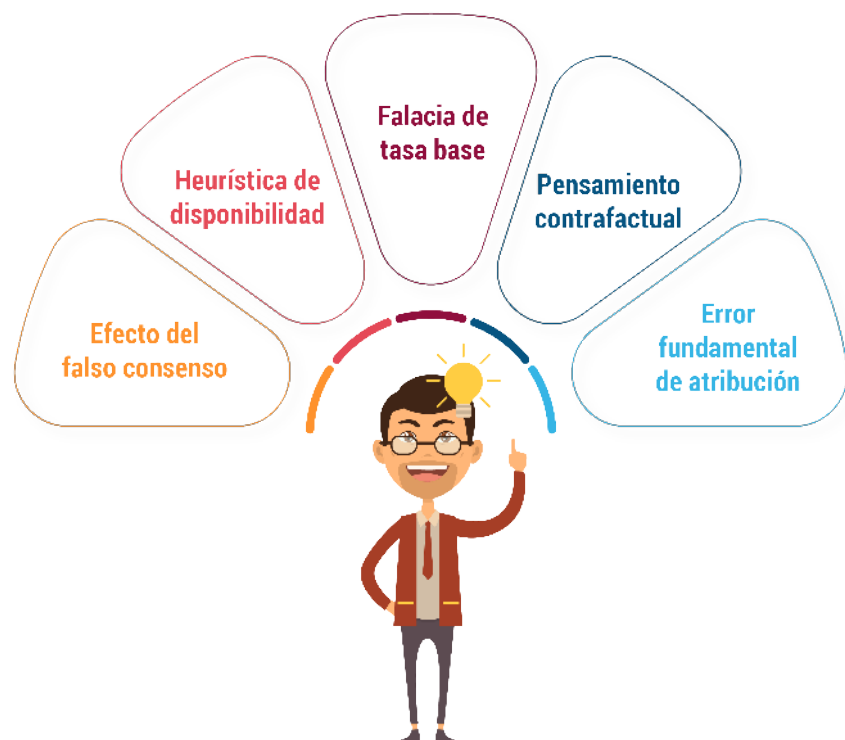 Efecto del
falso consenso
Heurística de
disponibilidad
Falacia de
tasa base
Pensamiento
contrafactual
Error
fundamental
de atribución